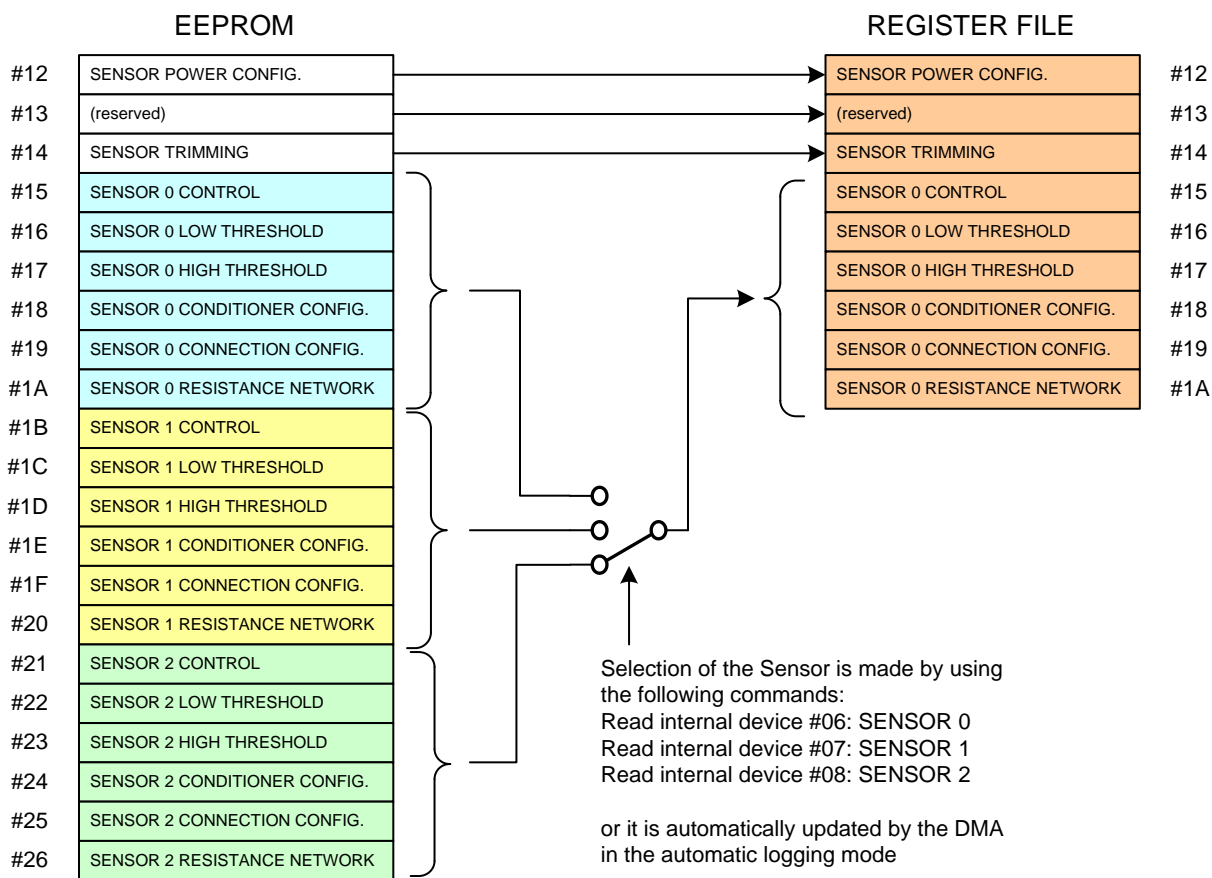 EEPROM
REGISTER FILE
#12 SENSOR POWER CONFIG. SENSOR POWER CONFIG. #12
#13 (reserved) (reserved) #13
#14 SENSOR TRIMMING SENSOR TRIMMING #14
#15 SENSOR 0 CONTROL SENSOR 0 CONTROL #15
#16 SENSOR 0 LOW THRESHOLD SENSOR 0 LOW THRESHOLD #16
#17 SENSOR 0 HIGH THRESHOLD SENSOR 0 HIGH THRESHOLD #17
#18 SENSOR 0 CONDITIONER CONFIG. SENSOR 0 CONDITIONER CONFIG. #18
#19 SENSOR 0 CONNECTION CONFIG. SENSOR 0 CONNECTION CONFIG. #19
#1A SENSOR 0 RESISTANCE NETWORK SENSOR 0 RESISTANCE NETWORK #1A
#1B SENSOR 1 CONTROL
#1C SENSOR 1 LOW THRESHOLD
#1D SENSOR 1 HIGH THRESHOLD
#1E SENSOR 1 CONDITIONER CONFIG.
#1F SENSOR 1 CONNECTION CONFIG.
#20 SENSOR 1 RESISTANCE NETWORK
#21 SENSOR 2 CONTROL
#22 SENSOR 2 LOW THRESHOLD
#23 SENSOR 2 HIGH THRESHOLD
#24 SENSOR 2 CONDITIONER CONFIG.
#25 SENSOR 2 CONNECTION CONFIG.
#26 SENSOR 2 RESISTANCE NETWORK
Selection of the Sensor is made by using
the following commands:
Read internal device #06: SENSOR 0
Read internal device #07: SENSOR 1
Read internal device #08: SENSOR 2
or it is automatically updated by the DMA
in the automatic logging mode